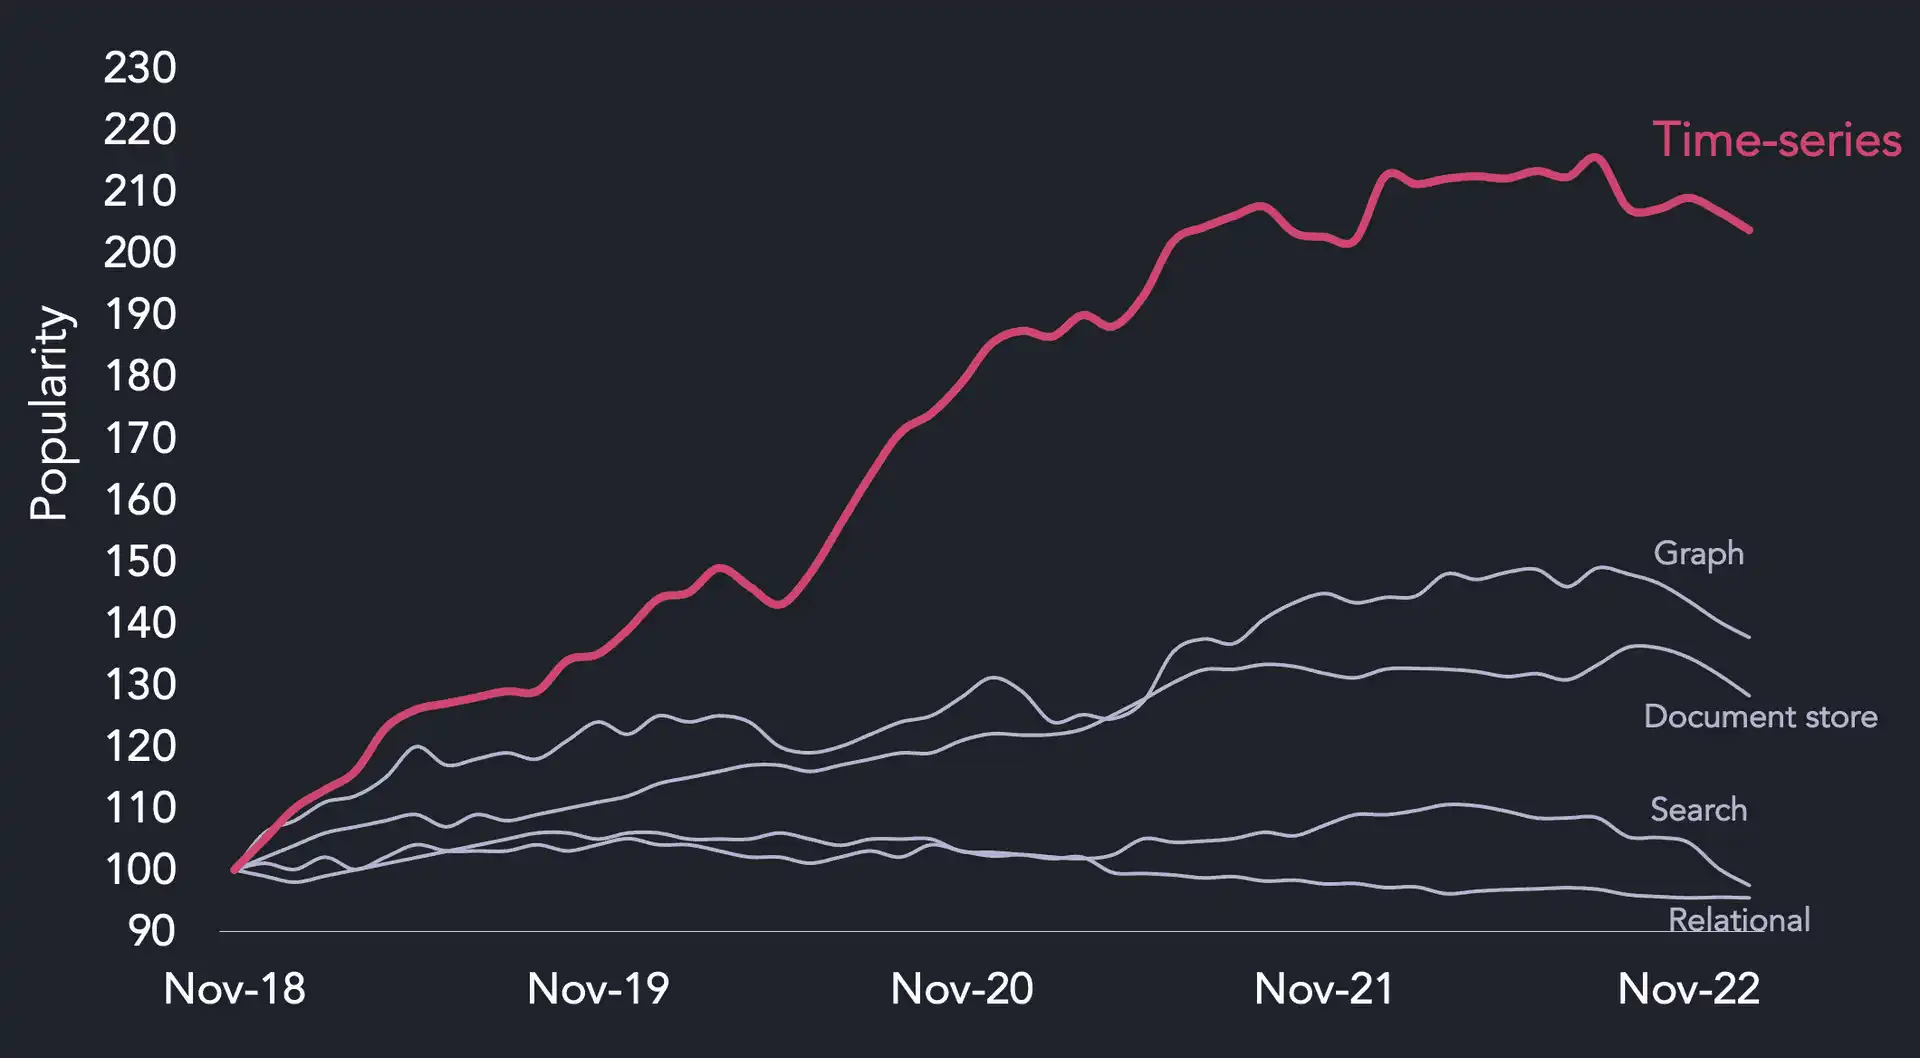 Popularity
230
220
210
200
190
180
170
160
150
140
130
120
110
100
90
Time-series
Graph
Document store
Search
Relational
Nov-18
Nov-19
Nov-20
Nov-21
Nov-22